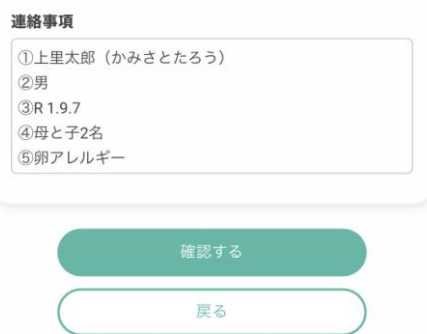 連絡事項
①上里太郎（かみさとたろう）
②男
③R 1.9.7
④母と子2名
⑤卵アレルギー
確認する
戻る